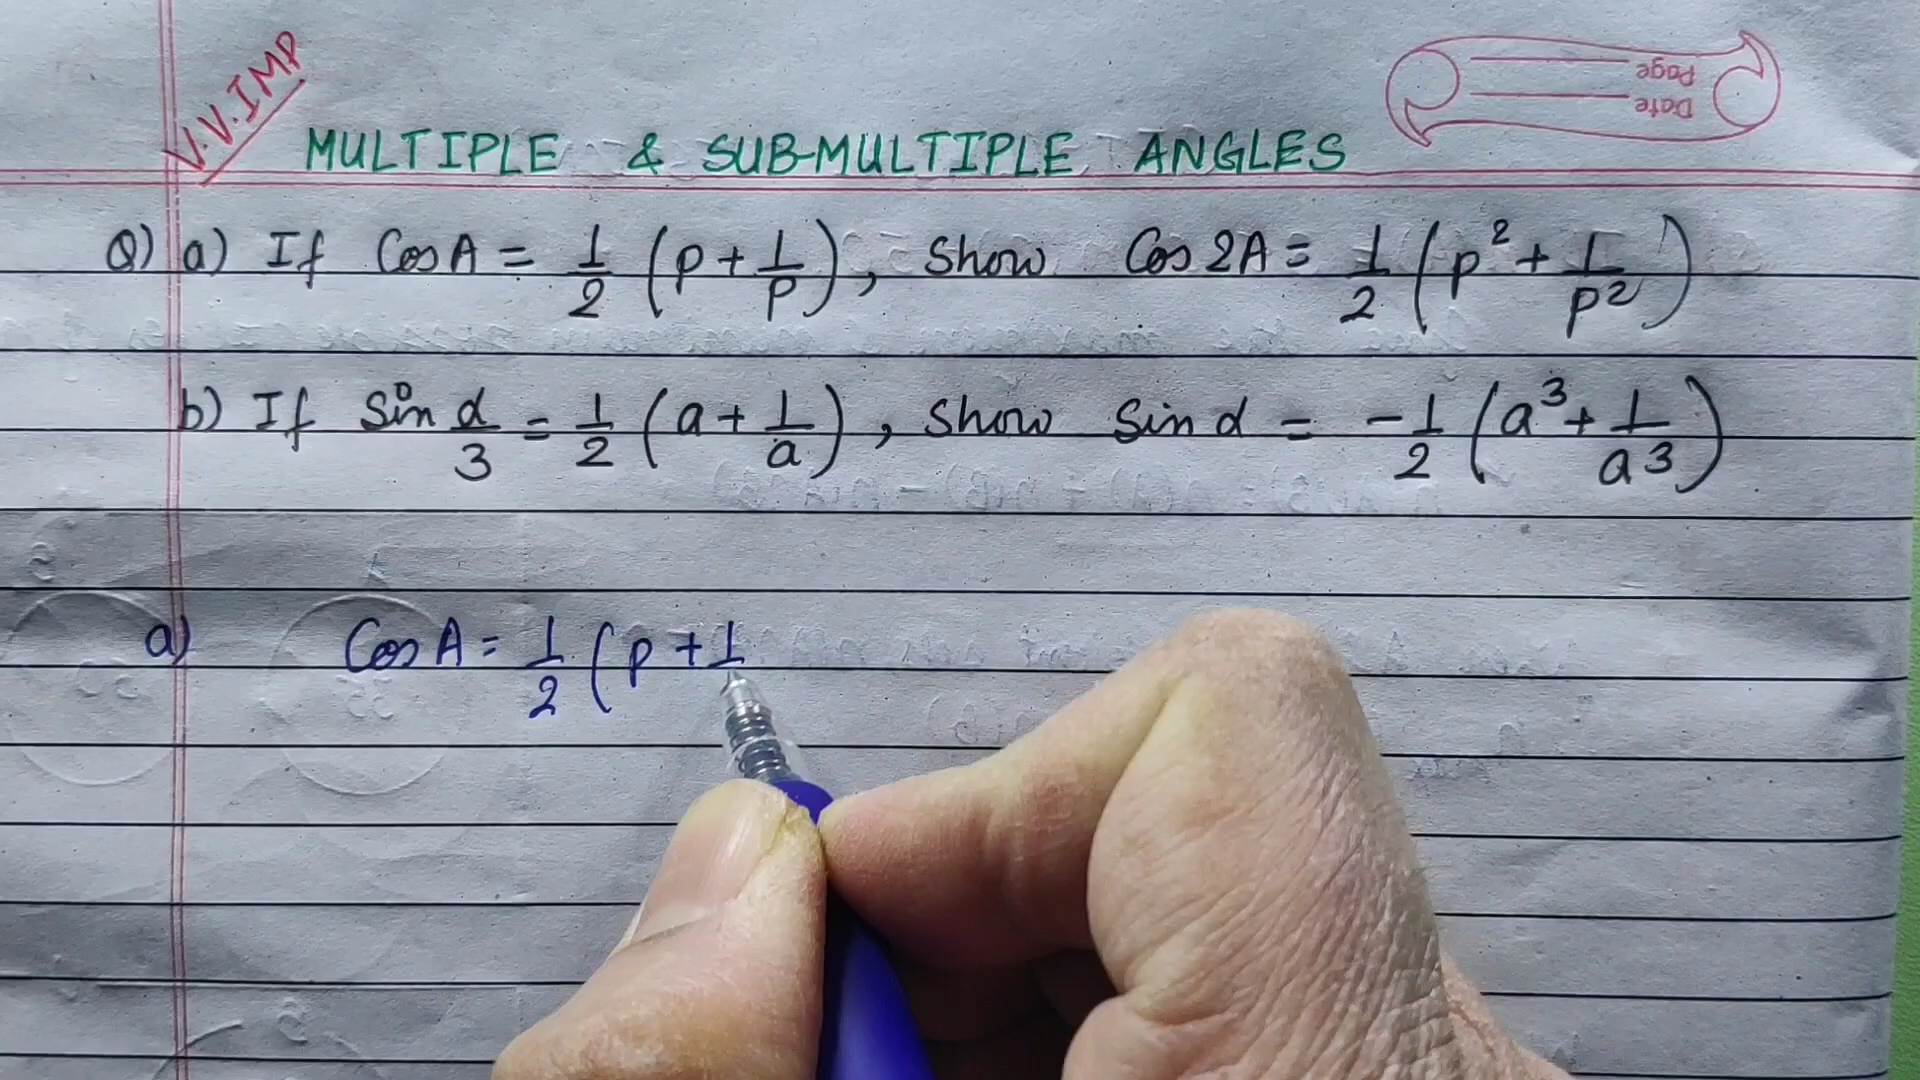 V.V.IMP
Page
Date
MULTIPLE & SUB-MULTIPLE ANGLES
Q) a) If Cos A = 1/2 (p + 1/p), Show Cos 2A = 1/2 (p² + 1/p²)
b) If Sin α/3 = 1/2 (a + 1/a), Show Sin α = -1/2 (a³ + 1/a³)
a) Cos A = 1/2 (p + 1